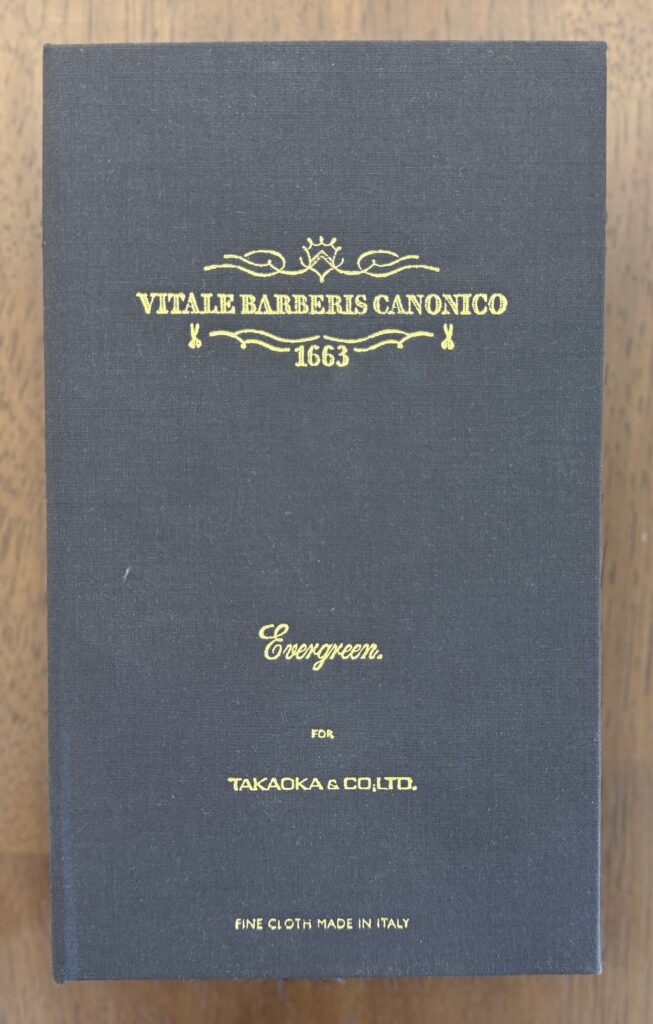 VITALE BARBERIS CANONICO
1663
Evergreen.
FOR
TAKAOKA & CO;LTD.
FINE CLOTH MADE IN ITALY